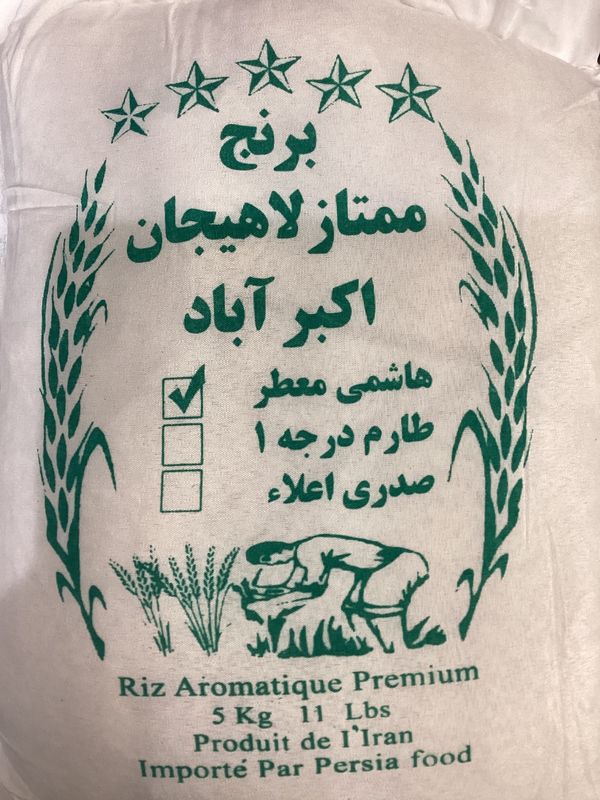 برنج
ممتاز لاهیجان
اکبر آباد
هاشمی معطر
طارم درجه ۱
صدری اعلاء
Riz Aromatique Premium
5 Kg 11 Lbs
Produit de l'Iran
Importé Par Persia food